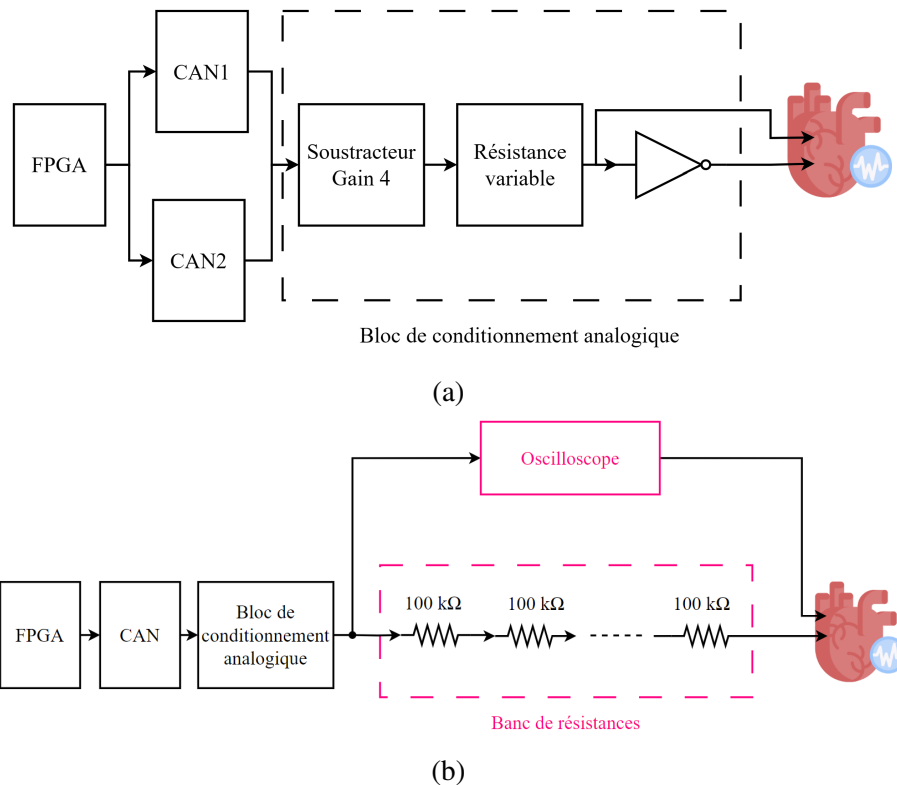 CAN1
FPGA
Soustracteur
Gain 4
Résistance
variable
CAN2
Bloc de conditionnement analogique
(a)
Oscilloscope
100 kΩ
100 kΩ
100 kΩ
FPGA
CAN
Bloc de
conditionnement
analogique
Banc de résistances
(b)